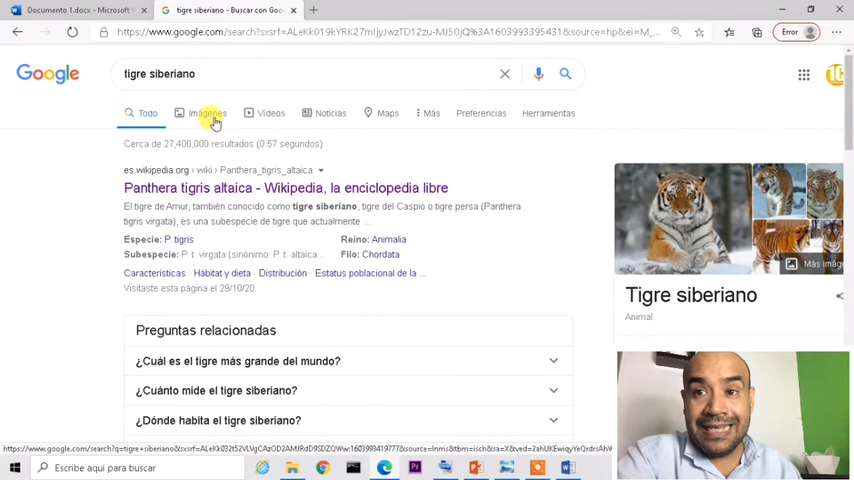 Documento 1.docx
tigre siberiano - Buscar con Goo
https://www.google.com/search?sxsrf=ALeKk019kYRK7M1DTD12zu-MJ50JyQK%3A1603993395431&source=hp&ei=M_...
Error
Google
tigre siberiano
Todo
Imágenes
Vídeos
Noticias
Maps
Más
Preferencias
Herramientas
Cerca de 27,400,000 resultados (0.57 segundos)
es.wikipedia.org › wiki › Panthera_tigris_altaica
Panthera tigris altaica - Wikipedia, la enciclopedia libre
El tigre de Amur, también conocido como tigre siberiano, tigre del Caspio o tigre persa (Panthera
tigris virgata), es una subespecie de tigre que actualmente ...
Especie: P. tigris
Reino: Animalia
Subespecie: P. t. virgata (sinónimo: P. t. altaica...
Filo: Chordata
Características · Hábitat y dieta · Distribución · Estatus poblacional de la ...
Visitaste esta página el 29/10/20.
Más imág
Tigre siberiano
Animal
Preguntas relacionadas
¿Cuál es el tigre más grande del mundo?
¿Cuánto mide el tigre siberiano?
¿Dónde habita el tigre siberiano?
Escribe aquí para buscar